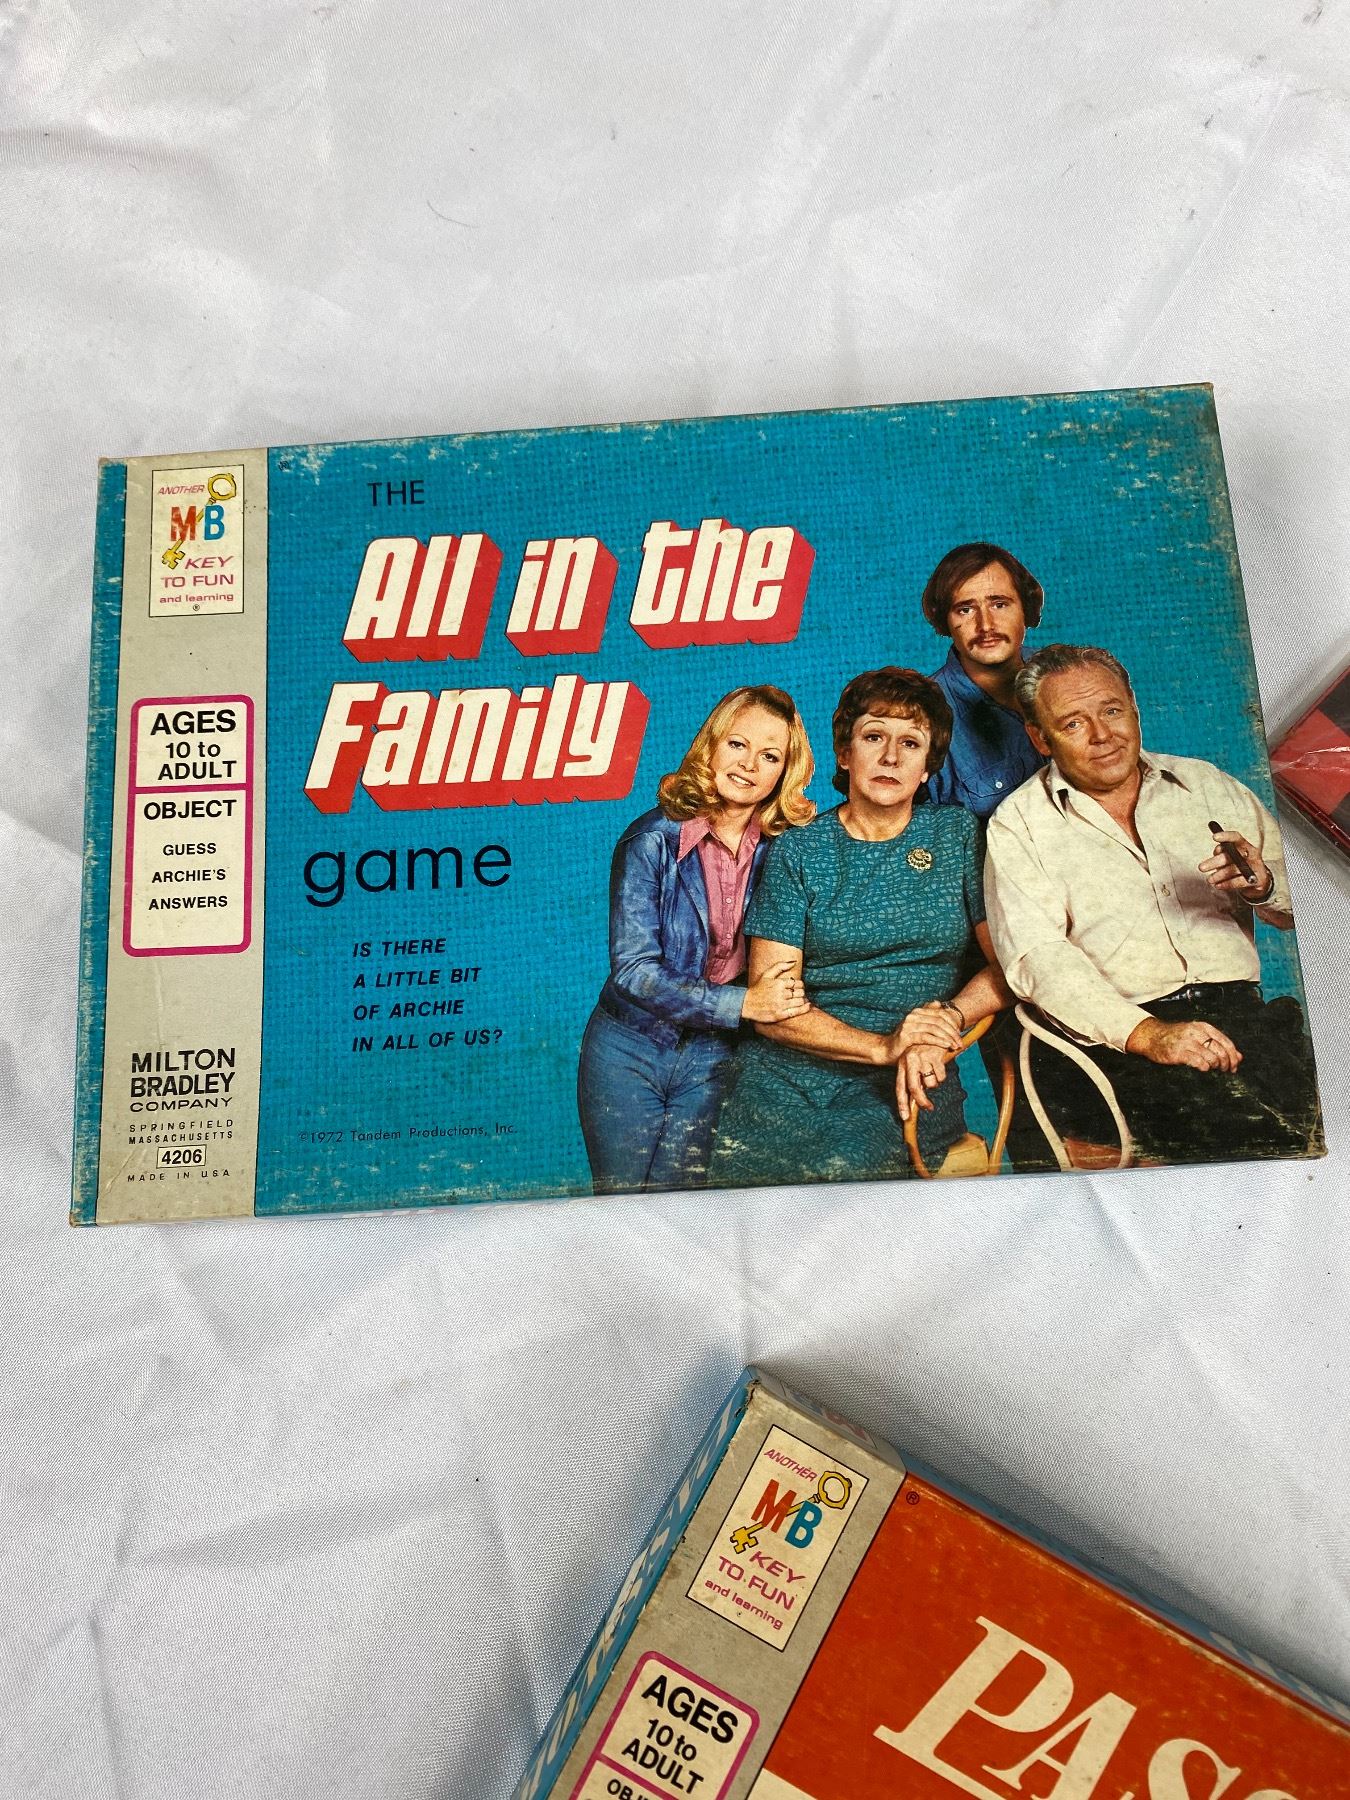 ANOTHER
MB
KEY
TO FUN
and learning
®
AGES
10 to
ADULT
OBJECT
GUESS
ARCHIE'S
ANSWERS
MILTON
BRADLEY
COMPANY
SPRINGFIELD
MASSACHUSETTS
4206
MADE IN USA
®
THE
All in the
Family
game
IS THERE
A LITTLE BIT
OF ARCHIE
IN ALL OF US?
©1972 Tandem Productions, Inc.
ANOTHER
MB
KEY
TO FUN
and learning
®
AGES
10 to
ADULT
®